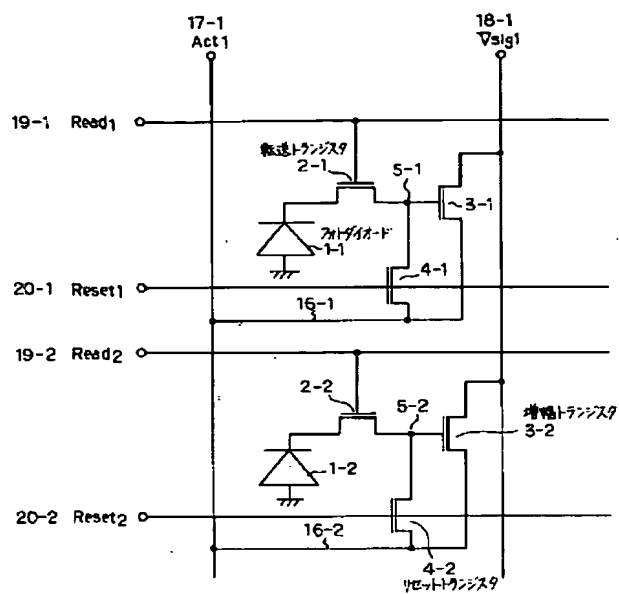 17-1
Act1
18-1
Vsig1
19-1 Read1
転送トランジスタ
2-1
5-1
3-1
フォトダイオード
1-1
4-1
20-1 Reset1
16-1
19-2 Read2
2-2
5-2
増幅トランジスタ
3-2
1-2
20-2 Reset2
16-2
4-2
リセットトランジスタ